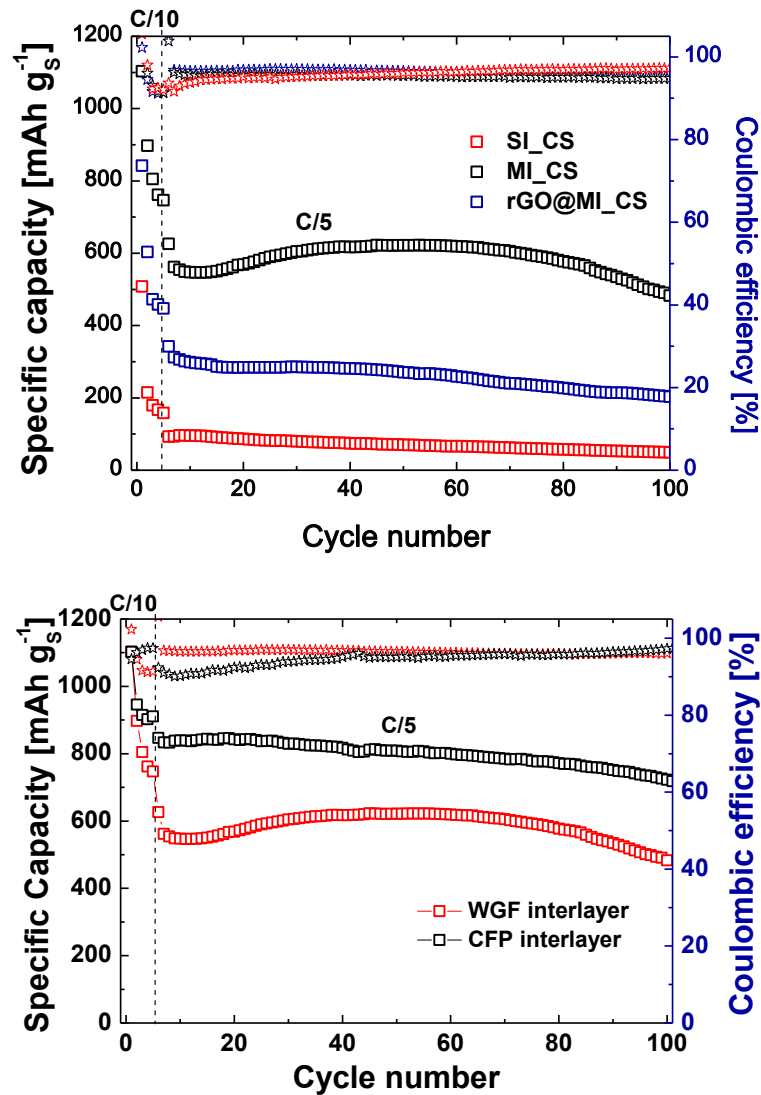 C/10
1200
1000
800
600
400
200
0
Specific capacity [mAh g_S^-1]
100
80
60
40
20
0
Coulombic efficiency [%]
SI_CS
MI_CS
rGO@MI_CS
C/5
0 20 40 60 80 100
Cycle number
C/10
1200
1000
800
600
400
200
0
Specific Capacity [mAh g_S^-1]
100
80
60
40
20
0
Coulombic efficiency [%]
C/5
WGF interlayer
CFP interlayer
0 20 40 60 80 100
Cycle number